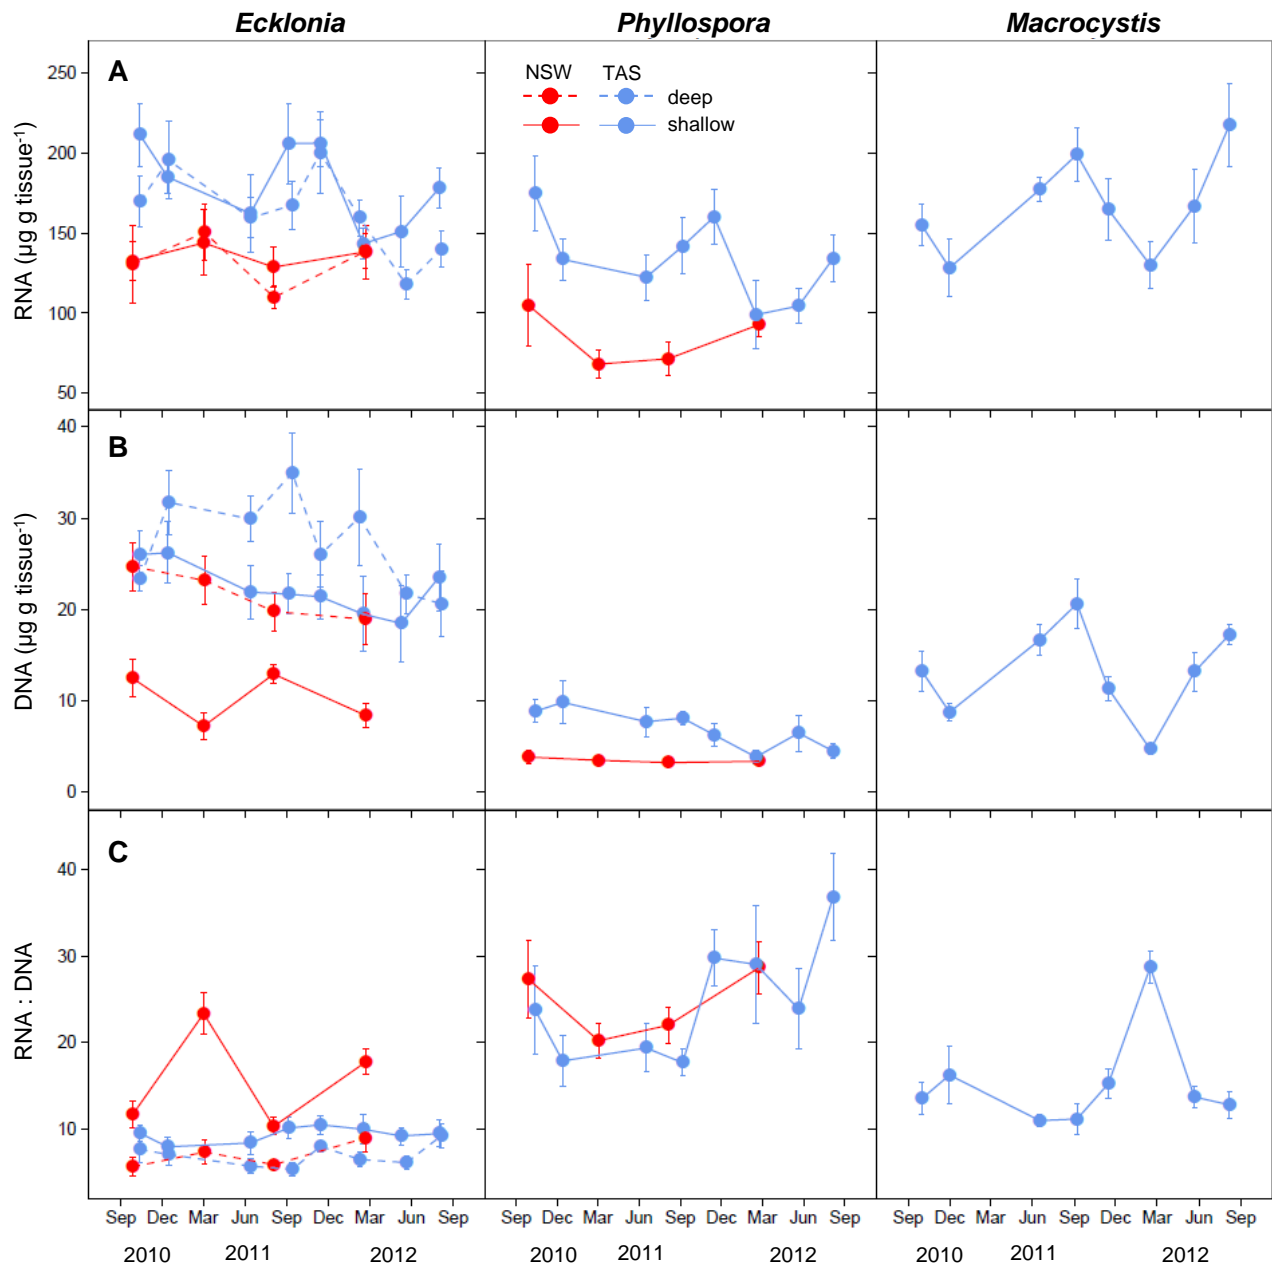 Ecklonia Phyllospora Macrocystis
A
NSW TAS
deep
shallow
RNA (µg g tissue⁻¹)
250
200
150
100
50
B
DNA (µg g tissue⁻¹)
40
30
20
10
0
C
RNA : DNA
40
30
20
10
Sep Dec Mar Jun Sep Dec Mar Jun Sep Sep Dec Mar Jun Sep Dec Mar Jun Sep Sep Dec Mar Jun Sep Dec Mar Jun Sep
2010 2011 2012 2010 2011 2012 2010 2011 2012